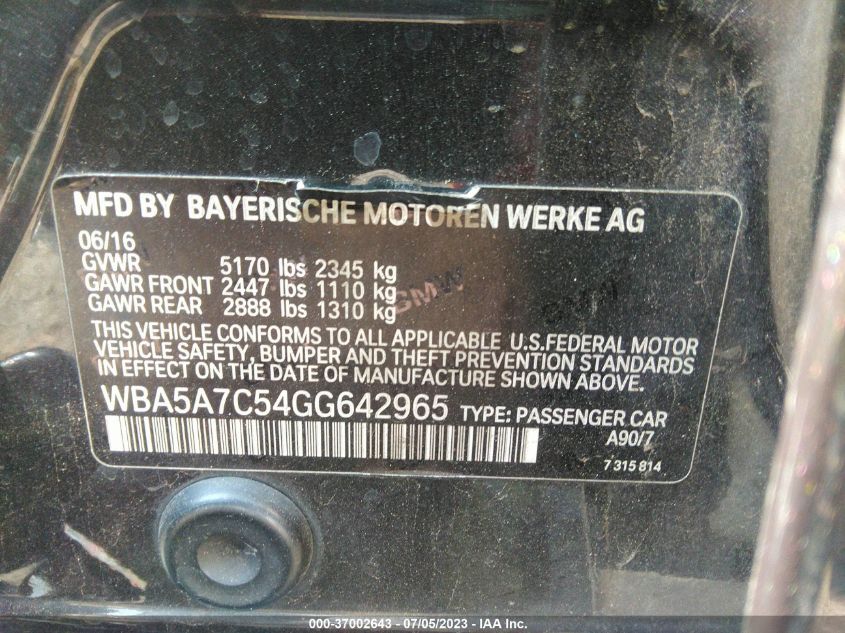 MFD BY BAYERISCHE MOTOREN WERKE AG
06/16
GVWR 5170 lbs 2345 kg
GAWR FRONT 2447 lbs 1110 kg
GAWR REAR 2888 lbs 1310 kg
BMW BMW
THIS VEHICLE CONFORMS TO ALL APPLICABLE U.S.FEDERAL MOTOR
VEHICLE SAFETY, BUMPER AND THEFT PREVENTION STANDARDS
IN EFFECT ON THE DATE OF MANUFACTURE SHOWN ABOVE.
WBA5A7C54GG642965 TYPE: PASSENGER CAR
A90/7
7 315 814
000-37002643 - 07/05/2023 - IAA Inc.